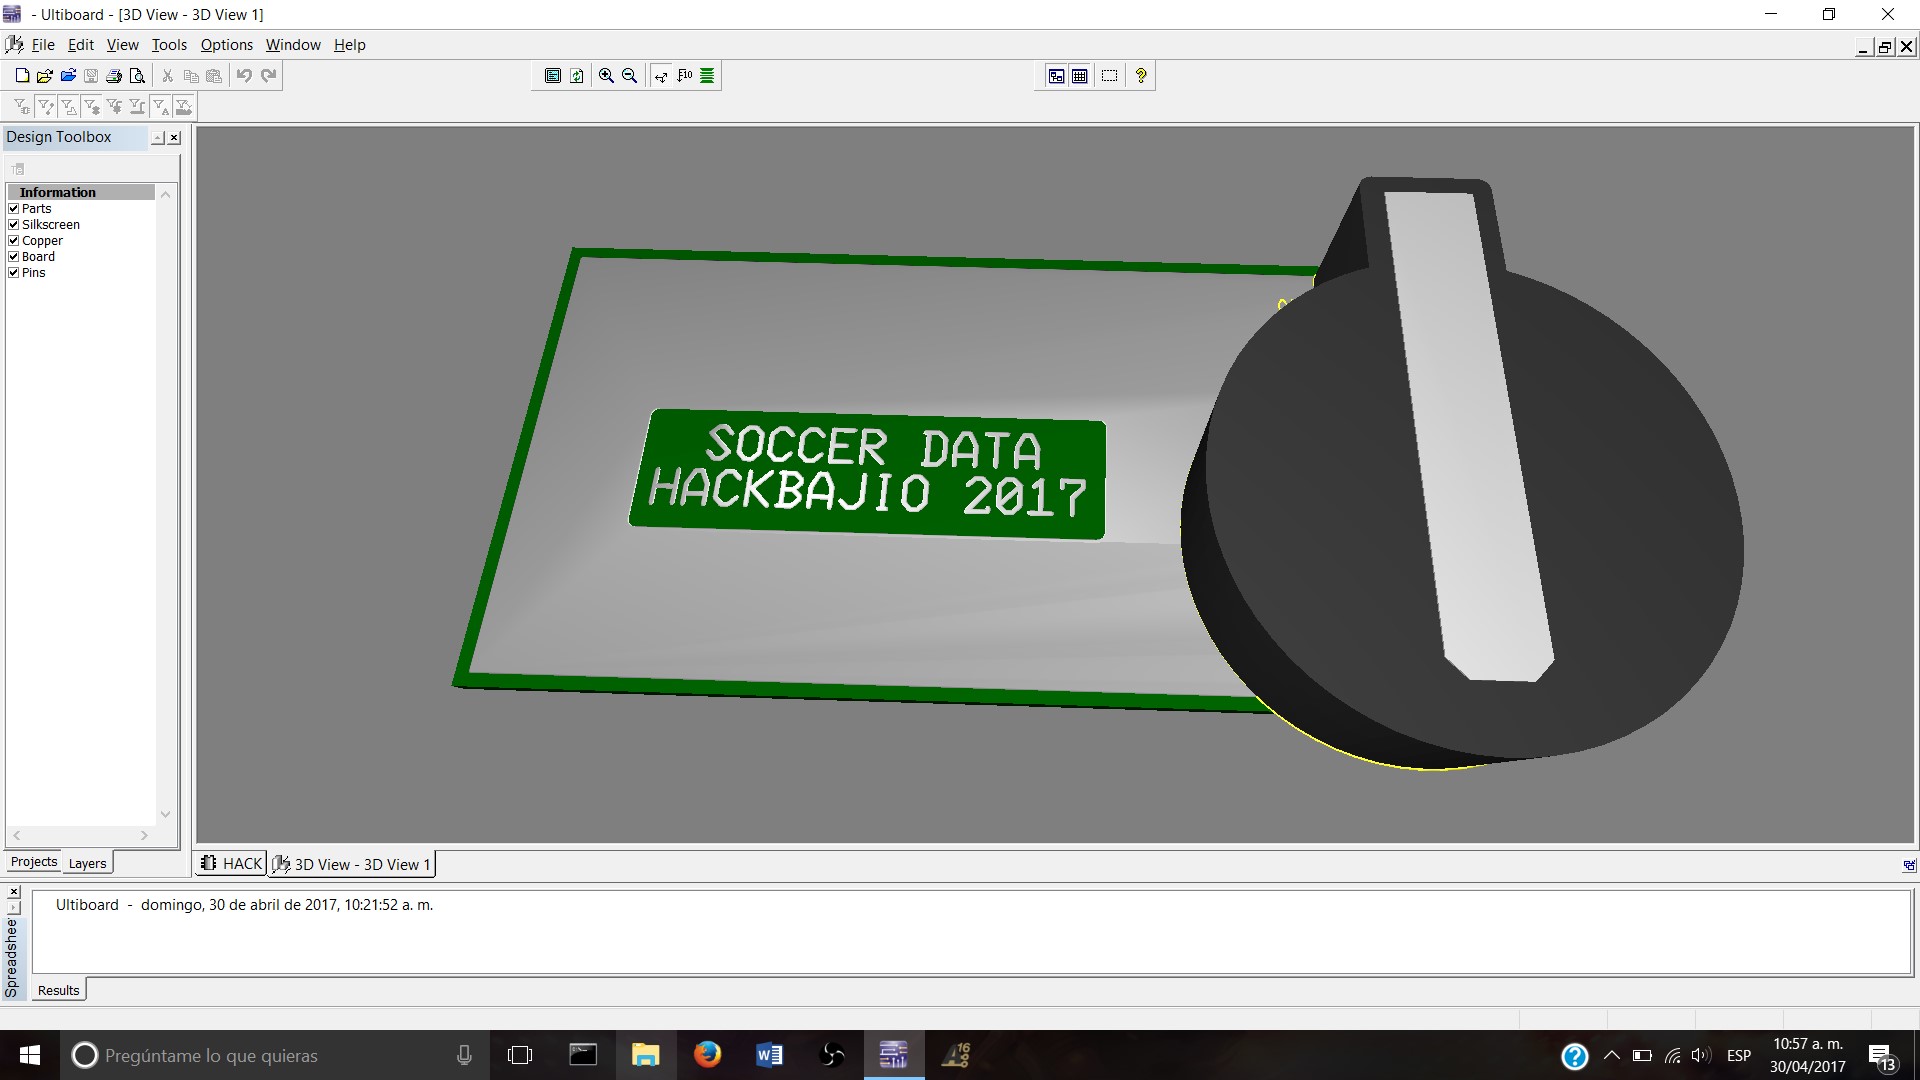 - Ultiboard - [3D View - 3D View 1]
File Edit View Tools Options Window Help
Design Toolbox
Information
Parts
Silkscreen
Copper
Board
Pins
SOCCER DATA
HACKBAJIO 2017
Projects Layers
HACK 3D View - 3D View 1
Ultiboard - domingo, 30 de abril de 2017, 10:21:52 a. m.
Spreadshee
Results
Pregúntame lo que quieras
ESP
10:57 a. m.
30/04/2017
13